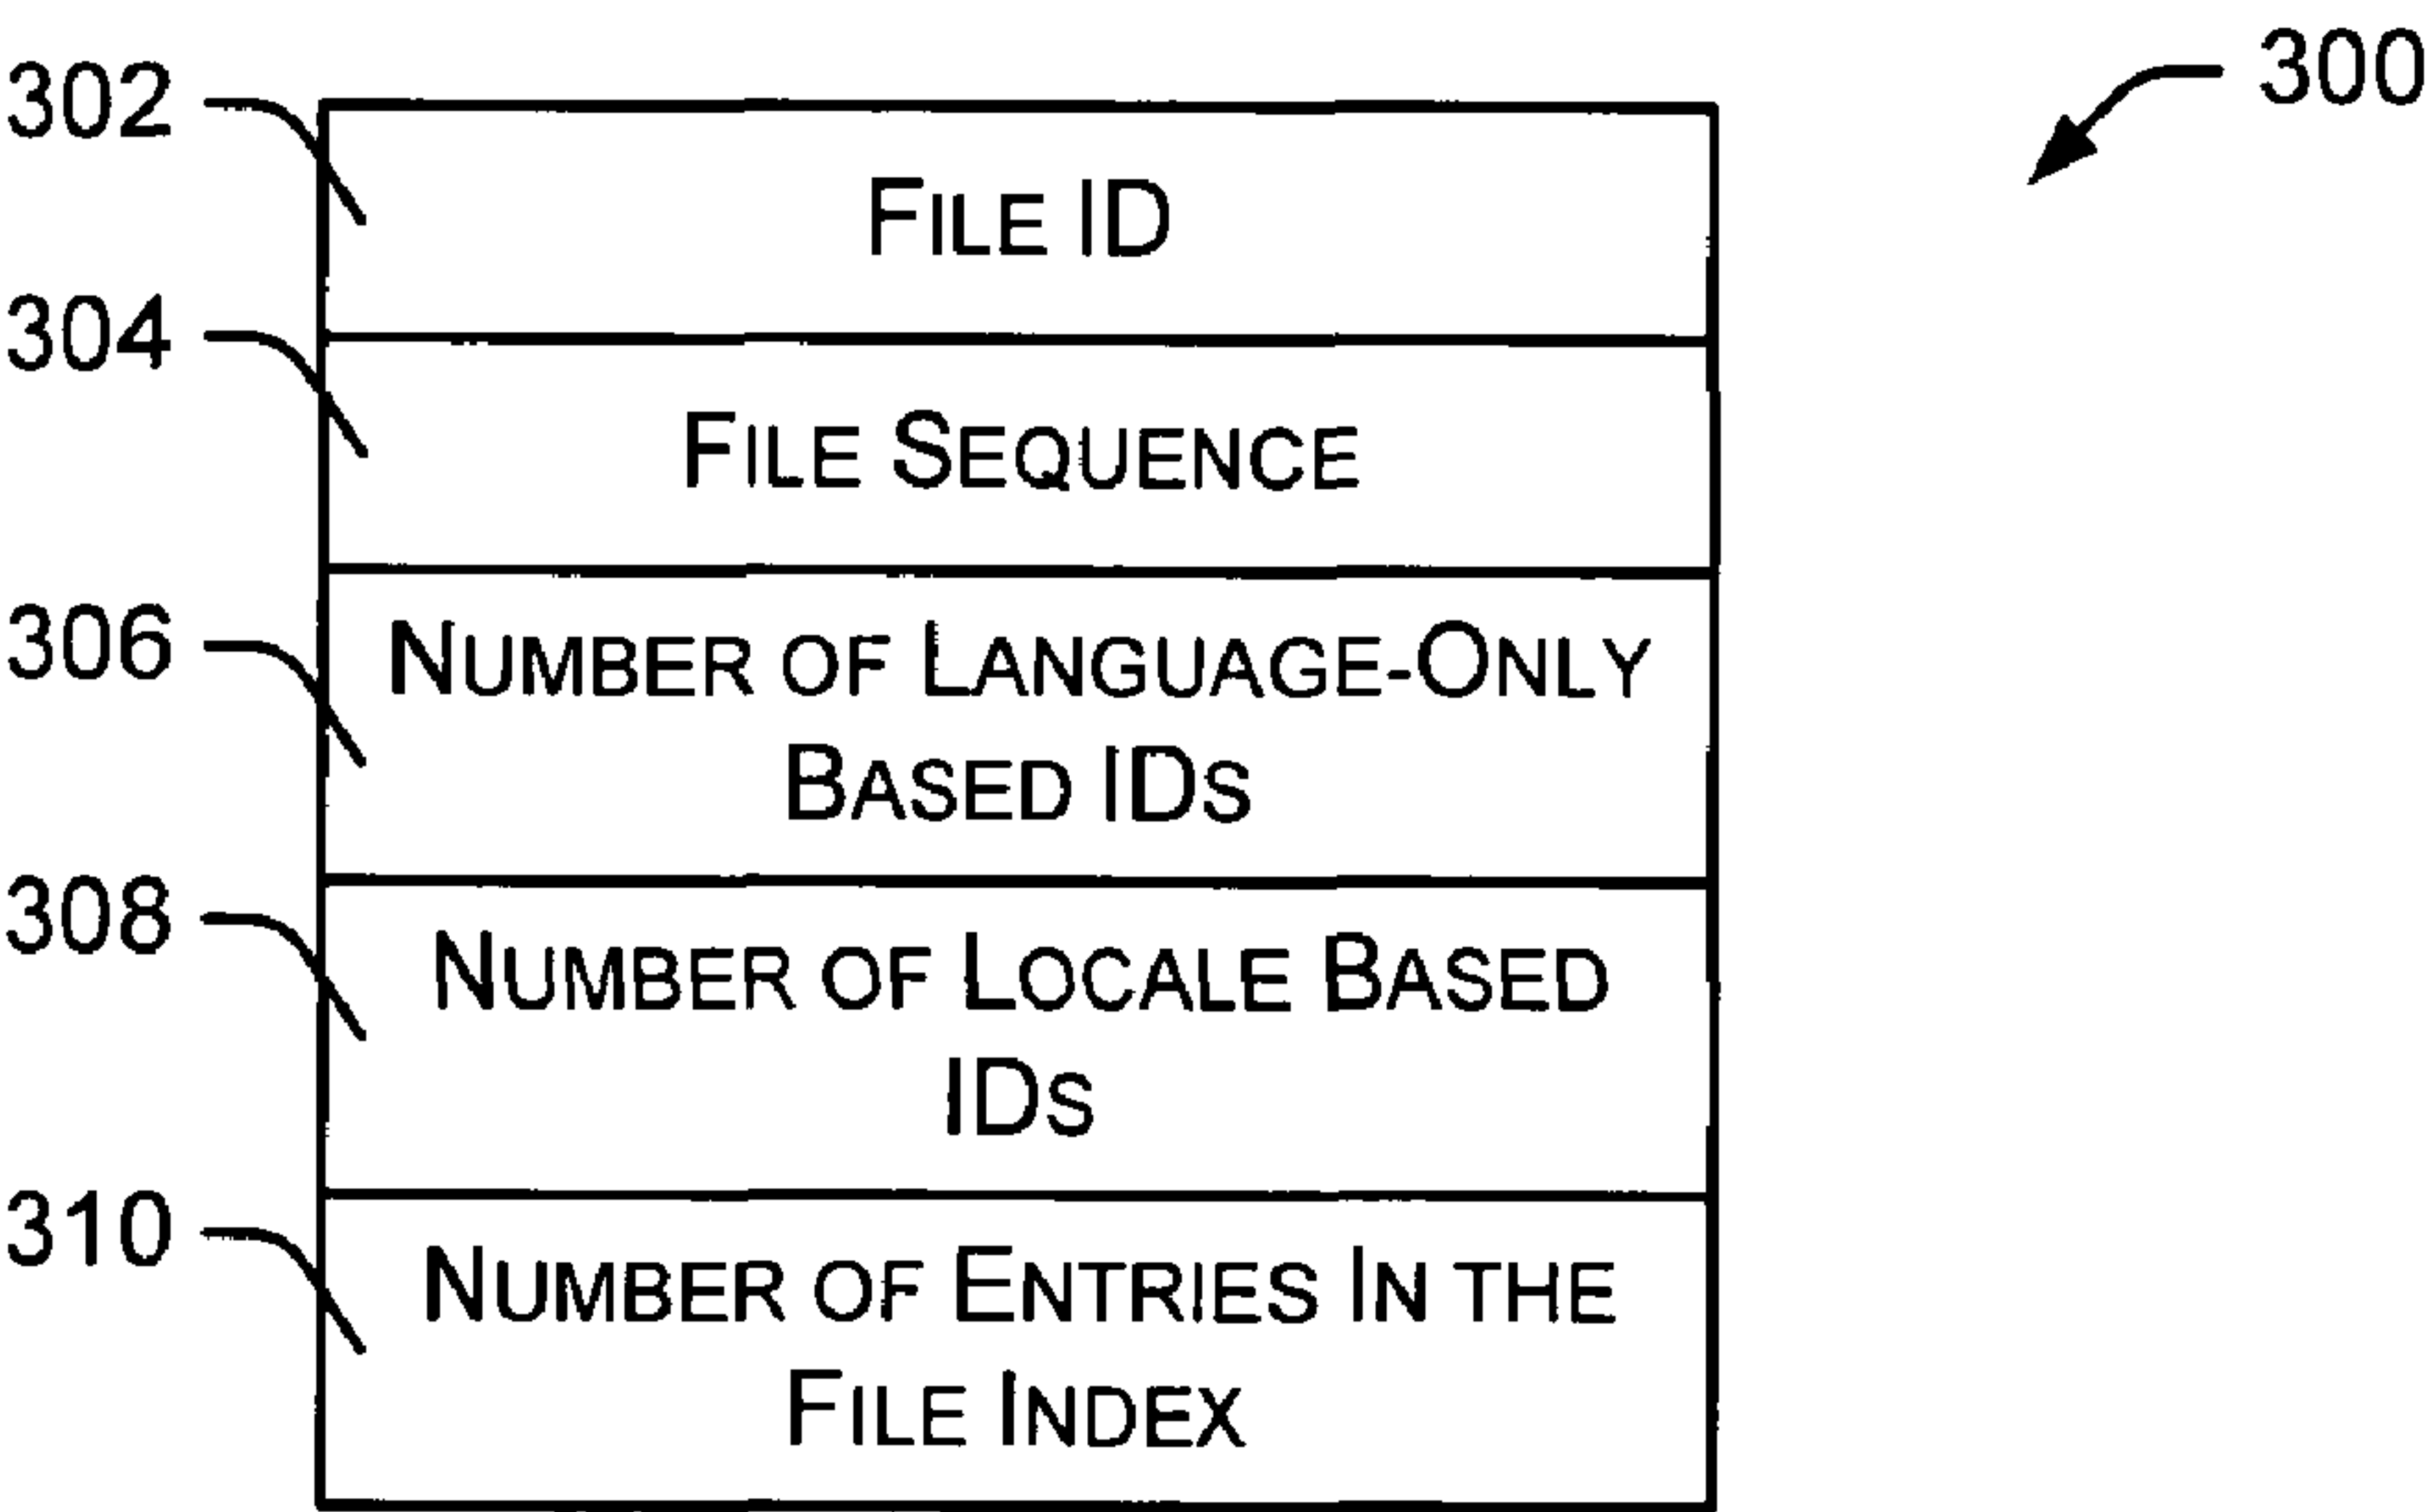 300
302
FILE ID
304
FILE SEQUENCE
306
NUMBER OF LANGUAGE-ONLY
BASED IDS
308
NUMBER OF LOCALE BASED
IDS
310
NUMBER OF ENTRIES IN THE
FILE INDEX